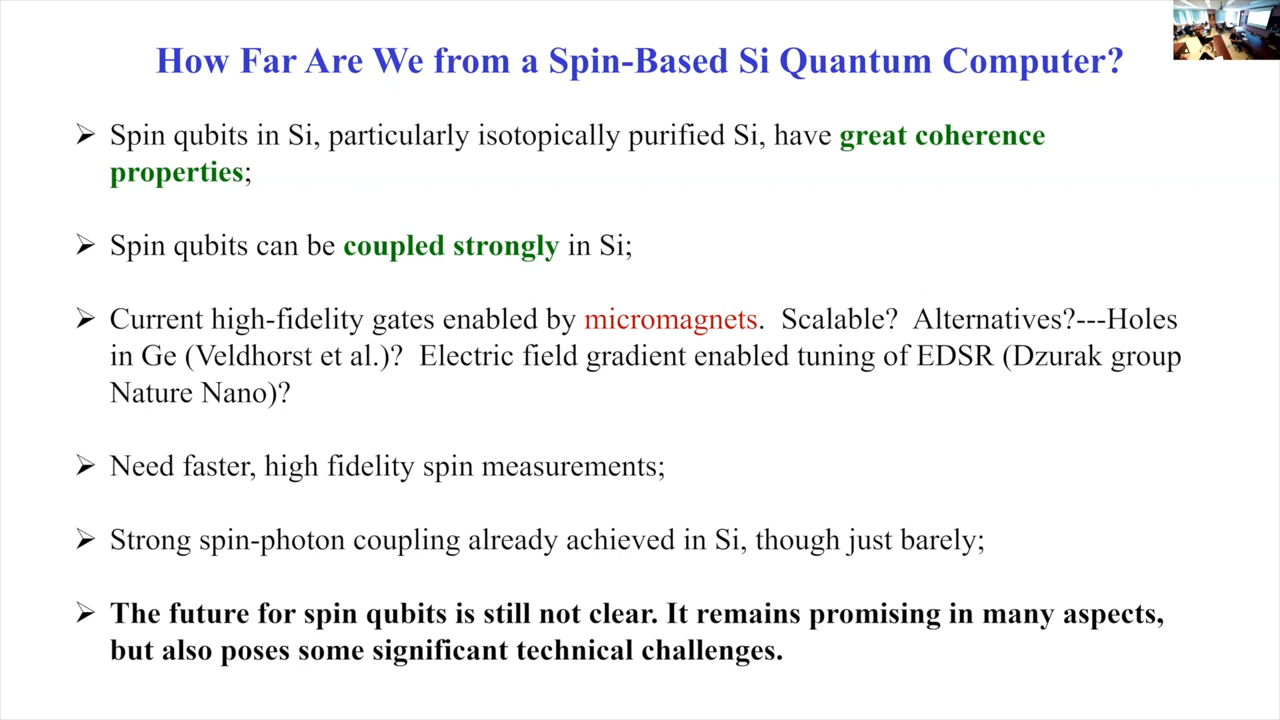 How Far Are We from a Spin-Based Si Quantum Computer?
➢ Spin qubits in Si, particularly isotopically purified Si, have great coherence
properties;
➢ Spin qubits can be coupled strongly in Si;
➢ Current high-fidelity gates enabled by micromagnets.  Scalable?  Alternatives?---Holes
in Ge (Veldhorst et al.)?  Electric field gradient enabled tuning of EDSR (Dzurak group
Nature Nano)?
➢ Need faster, high fidelity spin measurements;
➢ Strong spin-photon coupling already achieved in Si, though just barely;
➢ The future for spin qubits is still not clear. It remains promising in many aspects,
but also poses some significant technical challenges.